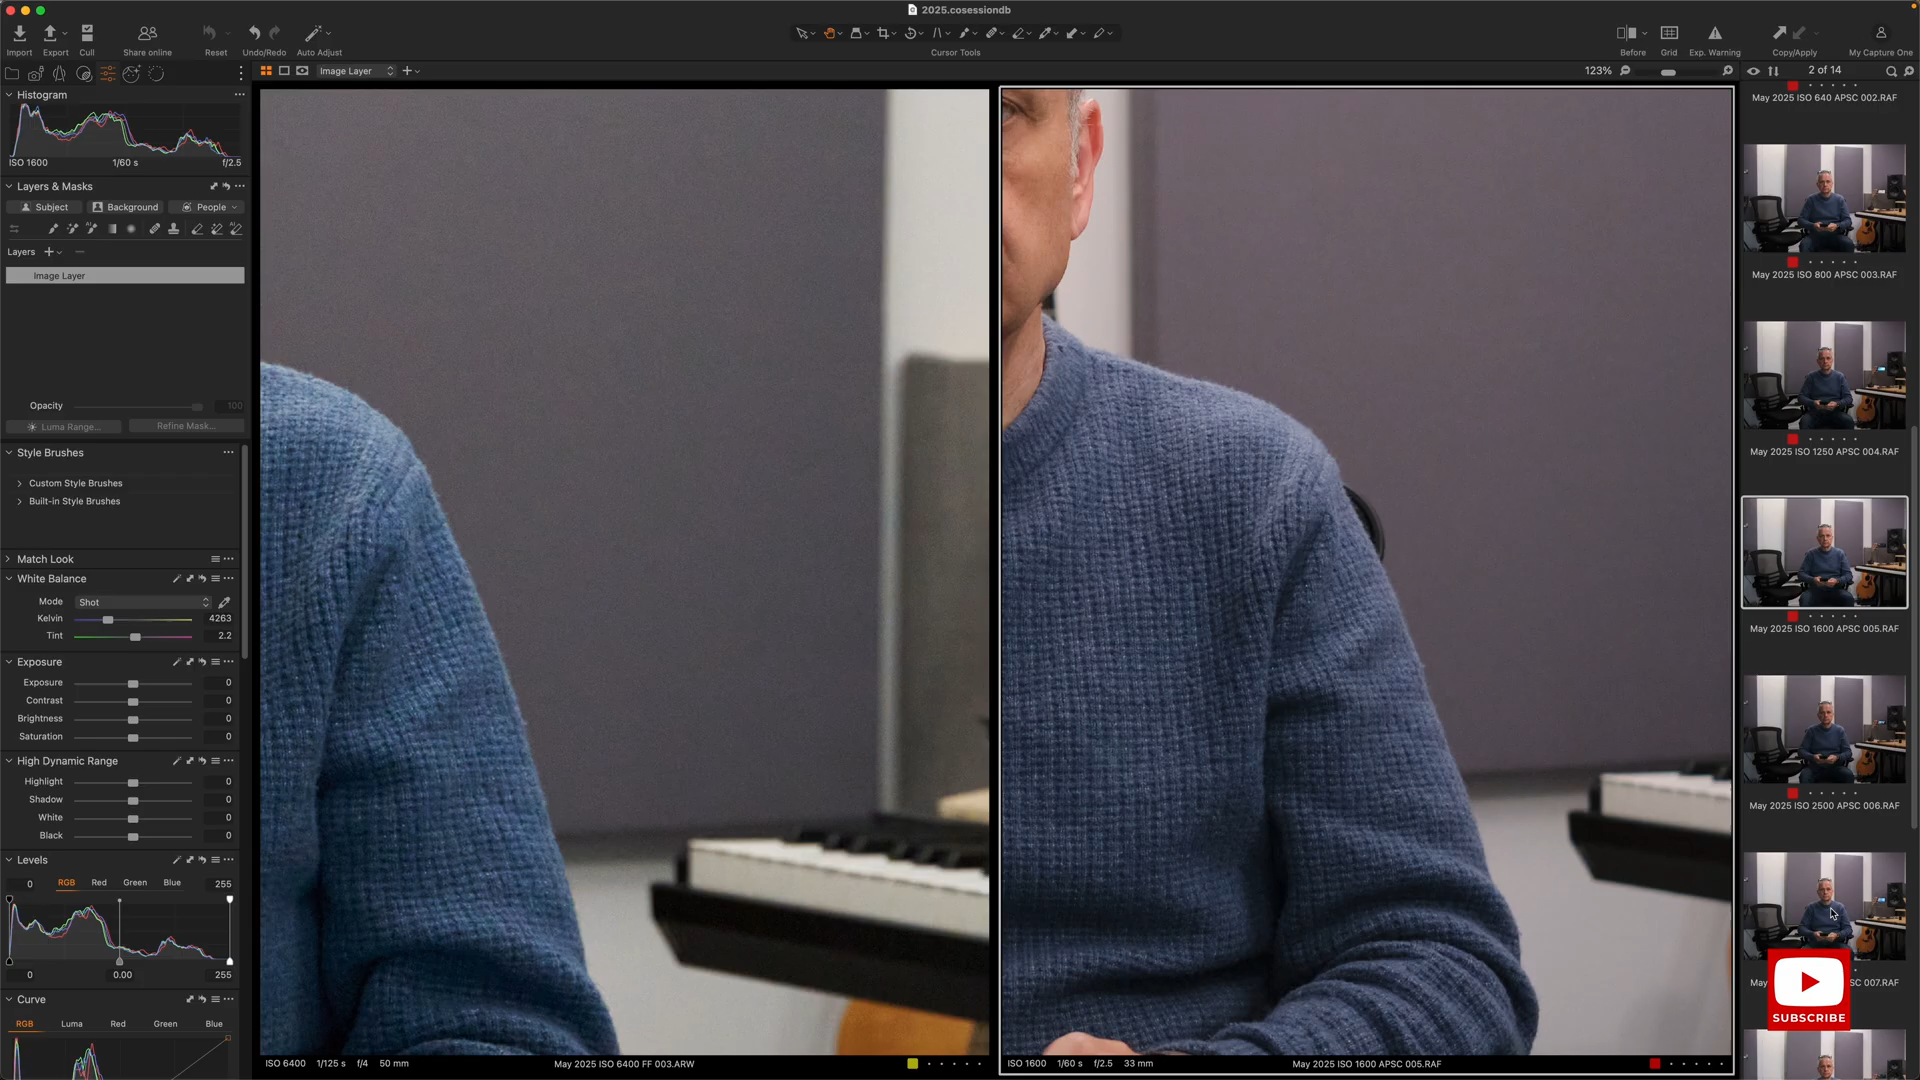 2025.cosessiondb
Import
Export
Cull
Share online
Reset
Undo/Redo
Auto Adjust
Cursor Tools
Before
Grid
Exp. Warning
Copy/Apply
My Capture One
Image Layer
123%
2 of 14
Histogram
ISO 1600 1/60 s f/2.5
Layers & Masks
Subject Background People
Layers
Image Layer
Opacity 100
Luma Range... Refine Mask...
Style Brushes
Custom Style Brushes
Built-in Style Brushes
Match Look
White Balance
Mode Shot
Kelvin 4263
Tint 2.2
Exposure
Exposure 0
Contrast 0
Brightness 0
Saturation 0
High Dynamic Range
Highlight 0
Shadow 0
White 0
Black 0
Levels
0 RGB Red Green Blue 255
0 0.00 255
Curve
RGB Luma Red Green Blue
ISO 6400 1/125 s f/4 50 mm May 2025 ISO 6400 FF 003.ARW
ISO 1600 1/60 s f/2.5 33 mm May 2025 ISO 1600 APSC 005.RAF
May 2025 ISO 640 APSC 002.RAF
May 2025 ISO 800 APSC 003.RAF
May 2025 ISO 1250 APSC 004.RAF
May 2025 ISO 1600 APSC 005.RAF
May 2025 ISO 2500 APSC 006.RAF
May SC 007.RAF
SUBSCRIBE